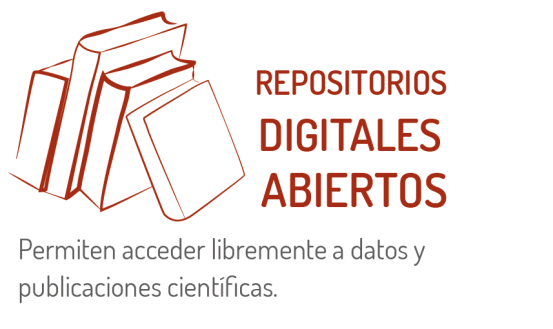 REPOSITORIOS
DIGITALES
ABIERTOS
Permiten acceder libremente a datos y
publicaciones científicas.